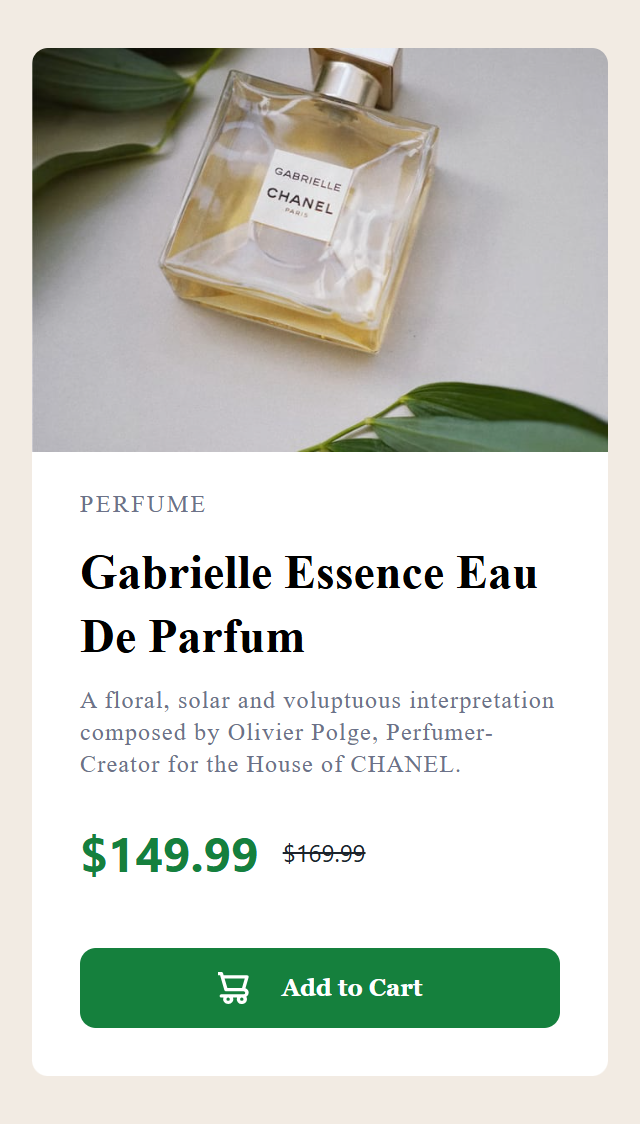 GABRIELLE
CHANEL
PARIS
PERFUME
Gabrielle Essence Eau
De Parfum
A floral, solar and voluptuous interpretation
composed by Olivier Polge, Perfumer-
Creator for the House of CHANEL.
$149.99 $169.99
Add to Cart